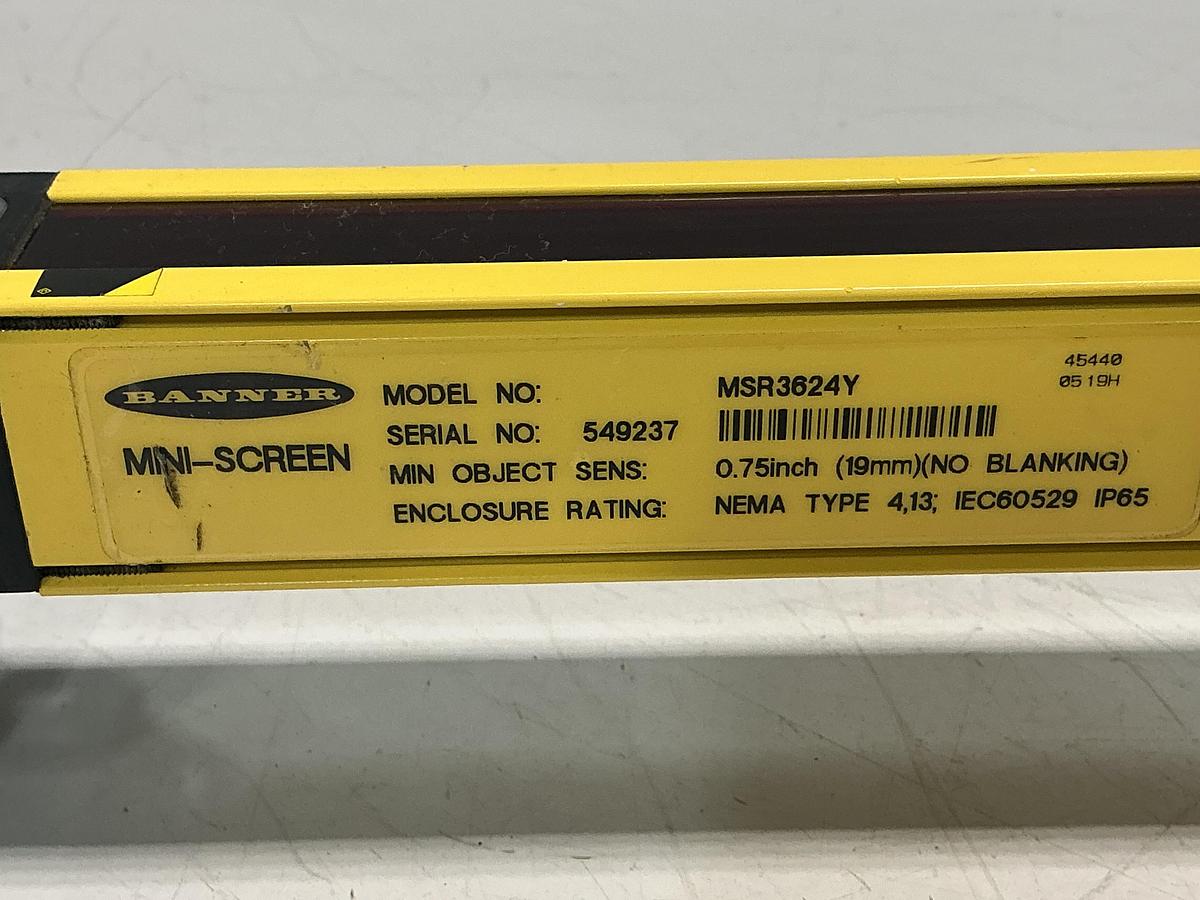 BANNER
MINI-SCREEN
MODEL NO: MSR3624Y
SERIAL NO: 549237
MIN OBJECT SENS: 0.75inch (19mm)(NO BLANKING)
ENCLOSURE RATING: NEMA TYPE 4,13; IEC60529 IP65
45440
0519H